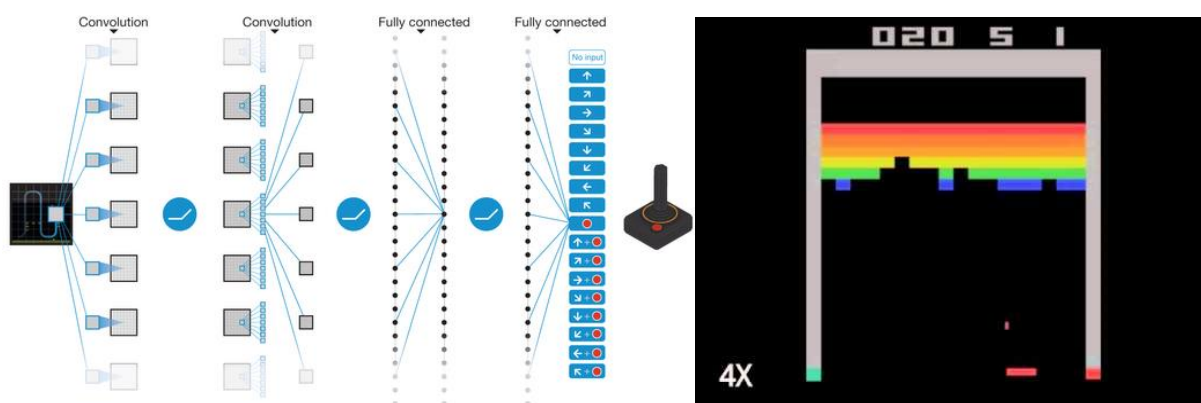 Convolution
Convolution
Fully connected
Fully connected
No input
020 5 1
4X